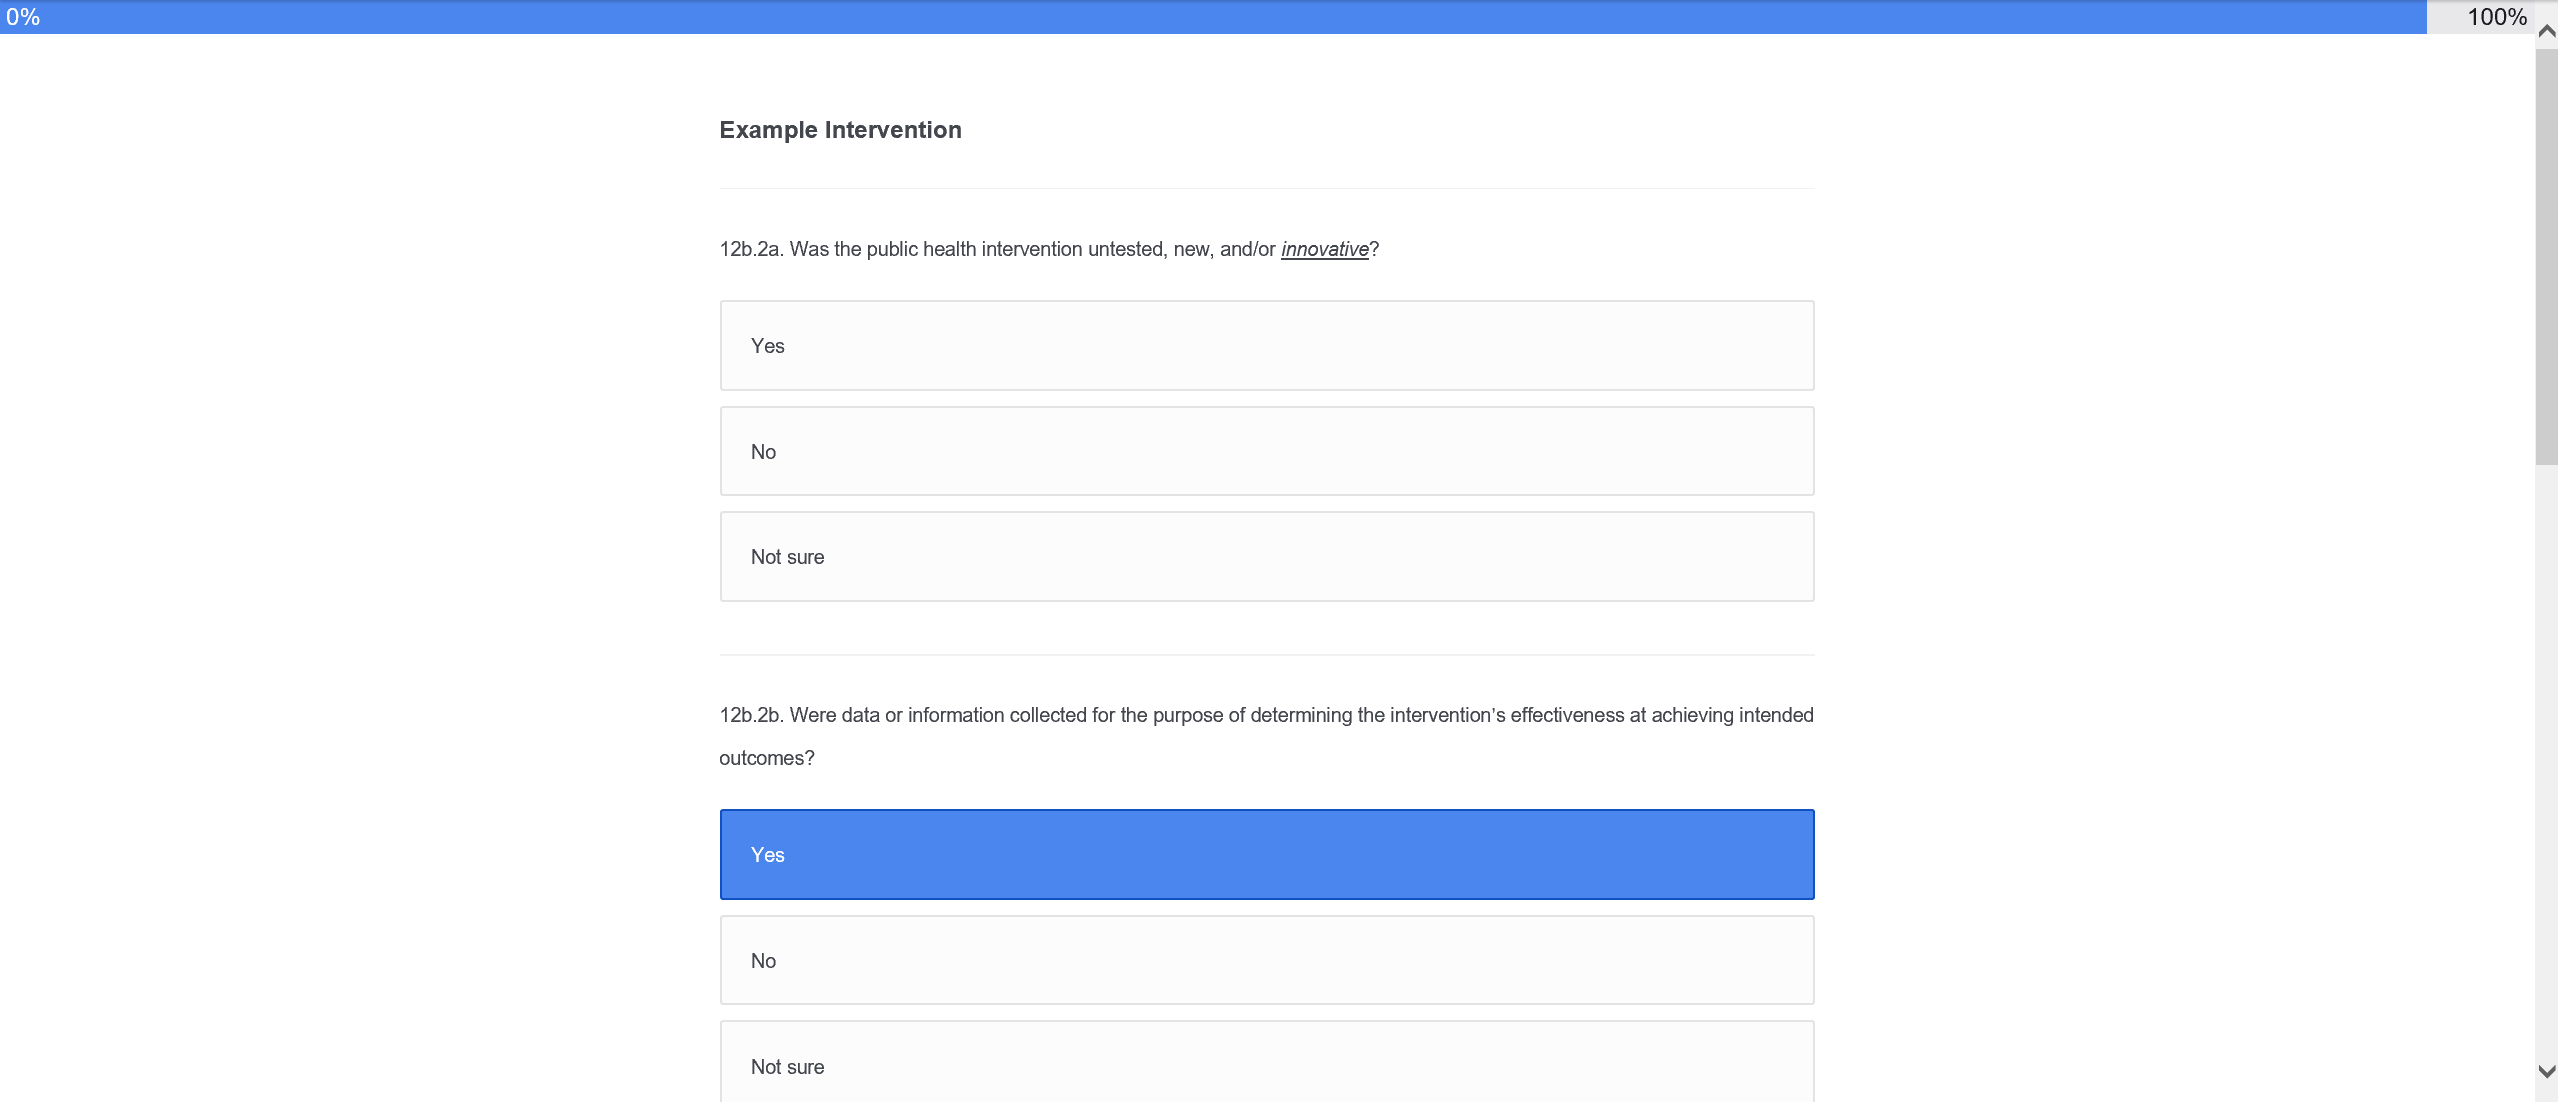 0%
100%
Example Intervention
12b.2a. Was the public health intervention untested, new, and/or innovative?
Yes
No
Not sure
12b.2b. Were data or information collected for the purpose of determining the intervention's effectiveness at achieving intended
outcomes?
Yes
No
Not sure